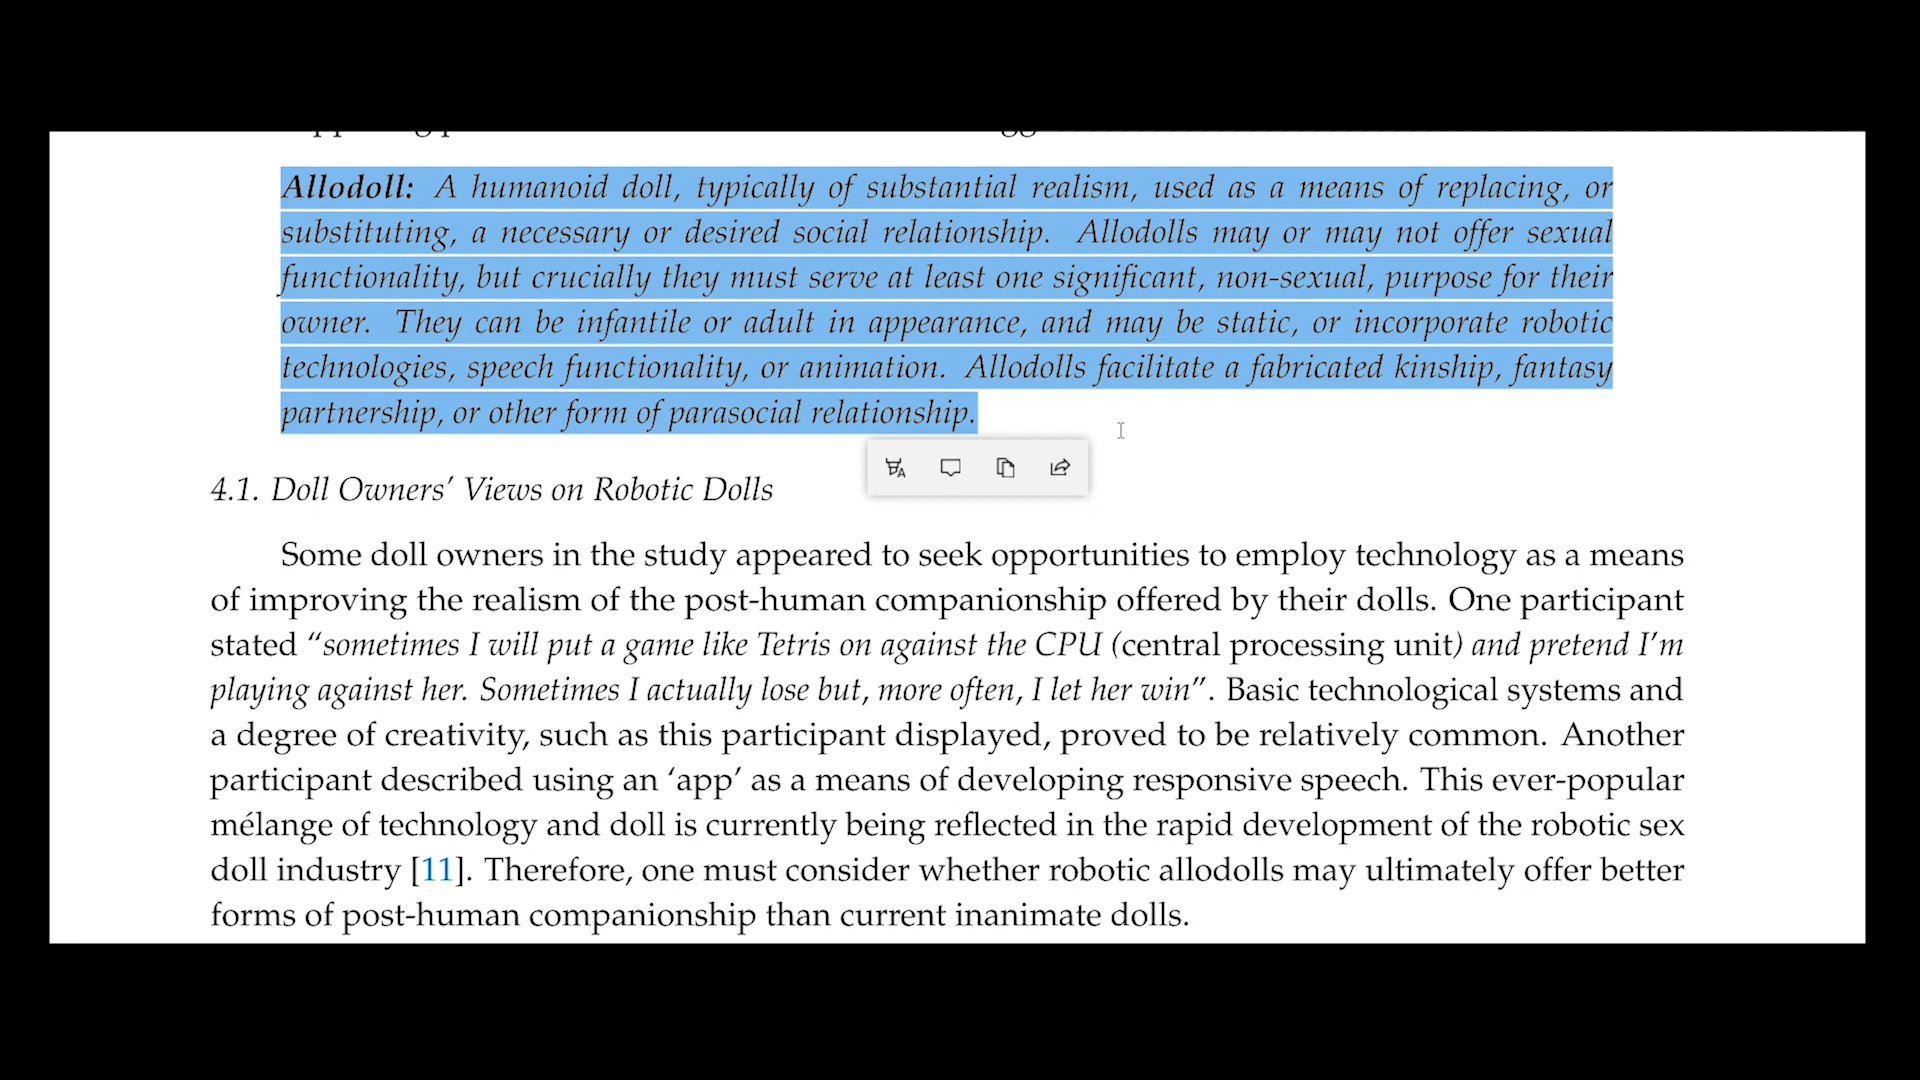 Allodoll: A humanoid doll, typically of substantial realism, used as a means of replacing, or
substituting, a necessary or desired social relationship. Allodolls may or may not offer sexual
functionality, but crucially they must serve at least one significant, non-sexual, purpose for their
owner. They can be infantile or adult in appearance, and may be static, or incorporate robotic
technologies, speech functionality, or animation. Allodolls facilitate a fabricated kinship, fantasy
partnership, or other form of parasocial relationship.
4.1. Doll Owners’ Views on Robotic Dolls
Some doll owners in the study appeared to seek opportunities to employ technology as a means
of improving the realism of the post-human companionship offered by their dolls. One participant
stated “sometimes I will put a game like Tetris on against the CPU (central processing unit) and pretend I’m
playing against her. Sometimes I actually lose but, more often, I let her win”. Basic technological systems and
a degree of creativity, such as this participant displayed, proved to be relatively common. Another
participant described using an ‘app’ as a means of developing responsive speech. This ever-popular
mélange of technology and doll is currently being reflected in the rapid development of the robotic sex
doll industry [11]. Therefore, one must consider whether robotic allodolls may ultimately offer better
forms of post-human companionship than current inanimate dolls.